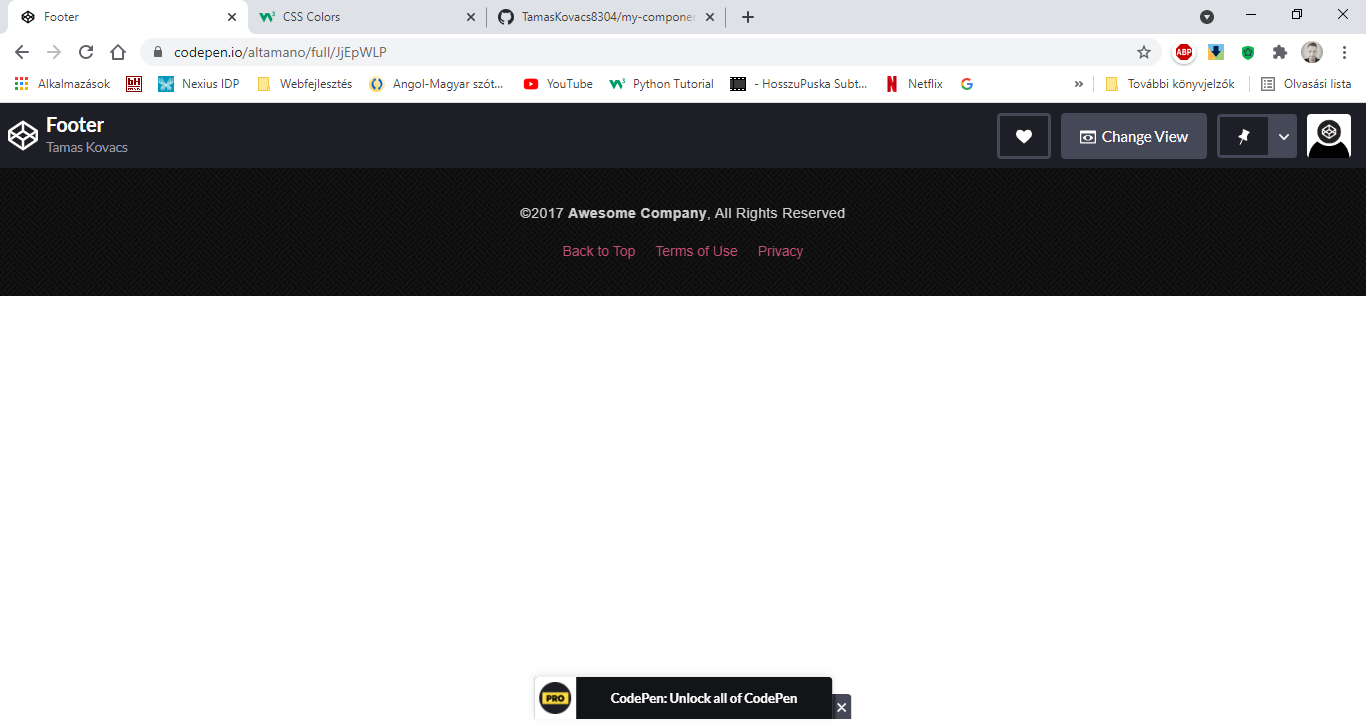 Footer
CSS Colors
TamasKovacs8304/my-componen
codepen.io/altamano/full/JjEpWLP
ABP
Alkalmazások
bH
Nexius IDP
Webfejlesztés
Angol-Magyar szót...
YouTube
Python Tutorial
- HosszuPuska Subt...
Netflix
»
További könyvjelzők
Olvasási lista
Footer
Tamas Kovacs
Change View
©2017 Awesome Company, All Rights Reserved
Back to Top Terms of Use Privacy
PRO
CodePen: Unlock all of CodePen